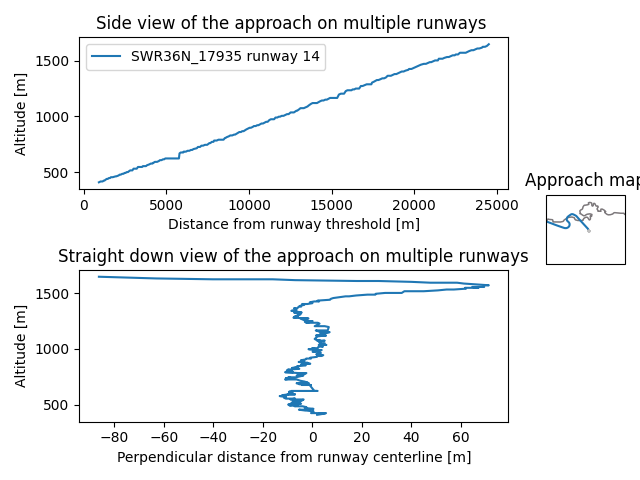 Side view of the approach on multiple runways
1500
1000
500
Altitude [m]
SWR36N_17935 runway 14
0 5000 10000 15000 20000 25000
Distance from runway threshold [m]
Approach map
Straight down view of the approach on multiple runways
1500
1000
500
Altitude [m]
−80 −60 −40 −20 0 20 40 60
Perpendicular distance from runway centerline [m]